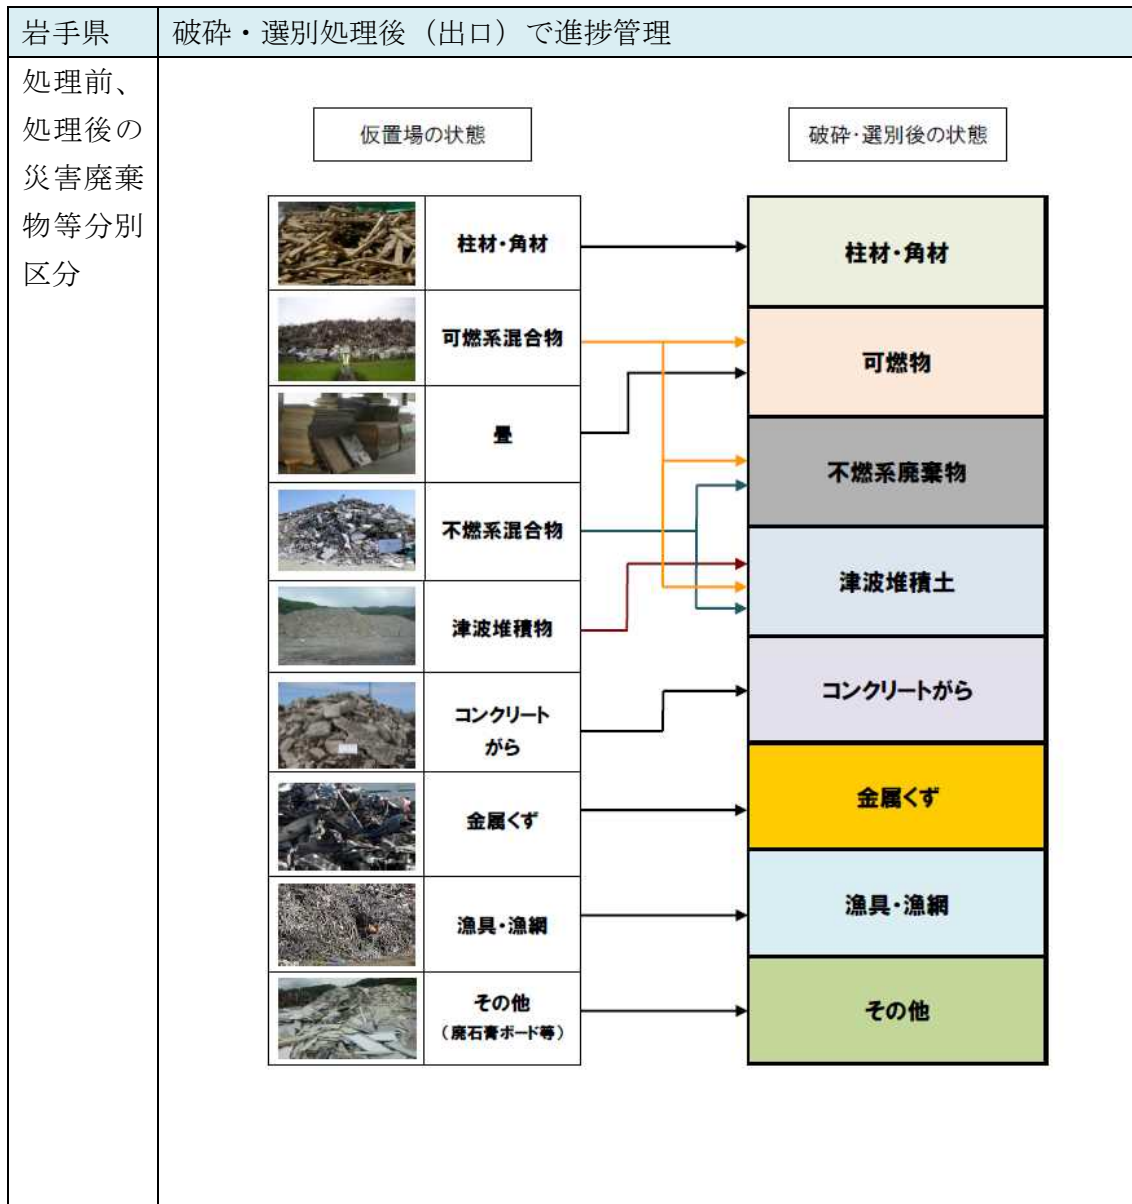 岩手県
破砕・選別処理後（出口）で進捗管理
処理前、
処理後の
災害廃棄
物等分別
区分
仮置場の状態
破砕・選別後の状態
柱材・角材
可燃系混合物
畳
不燃系混合物
津波堆積物
コンクリート
がら
金属くず
漁具・漁網
その他
（廃石膏ボード等）
柱材・角材
可燃物
不燃系廃棄物
津波堆積土
コンクリートがら
金属くず
漁具・漁網
その他